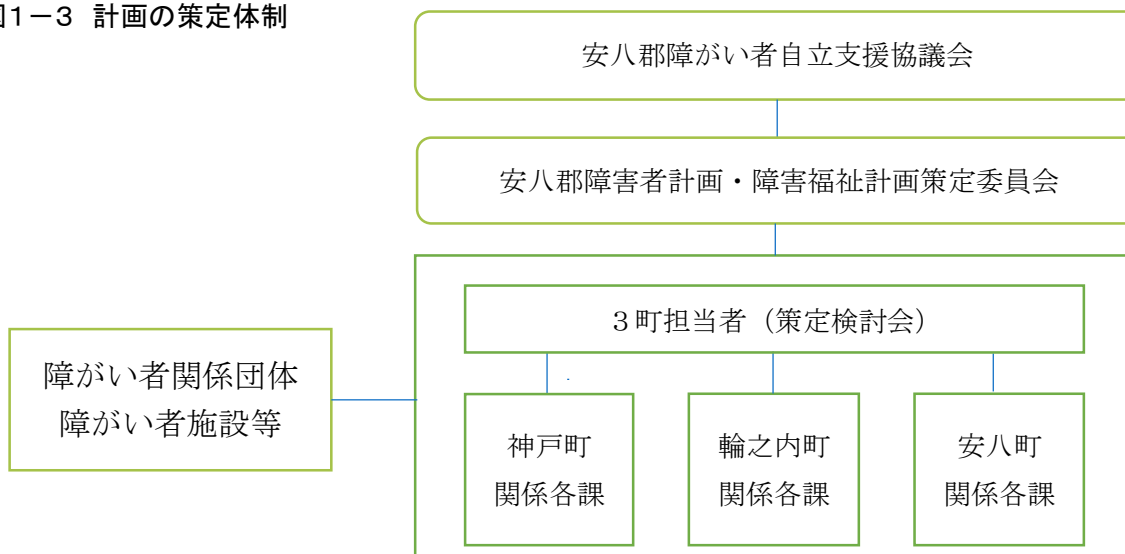 図1-3 計画の策定体制
安八郡障がい者自立支援協議会
安八郡障害者計画・障害福祉計画策定委員会
3町担当者(策定検討会)
障がい者関係団体
障がい者施設等
神戸町
関係各課
輪之内町
関係各課
安八町
関係各課